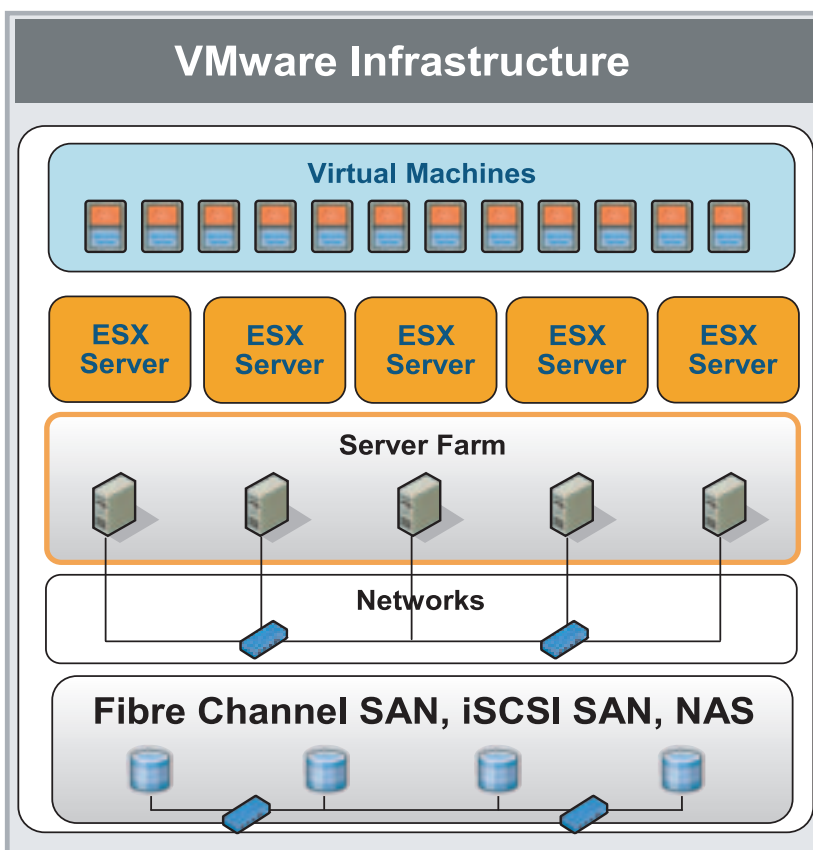 VMware Infrastructure
Virtual Machines
ESX
Server
ESX
Server
ESX
Server
ESX
Server
ESX
Server
Server Farm
Networks
Fibre Channel SAN, iSCSI SAN, NAS